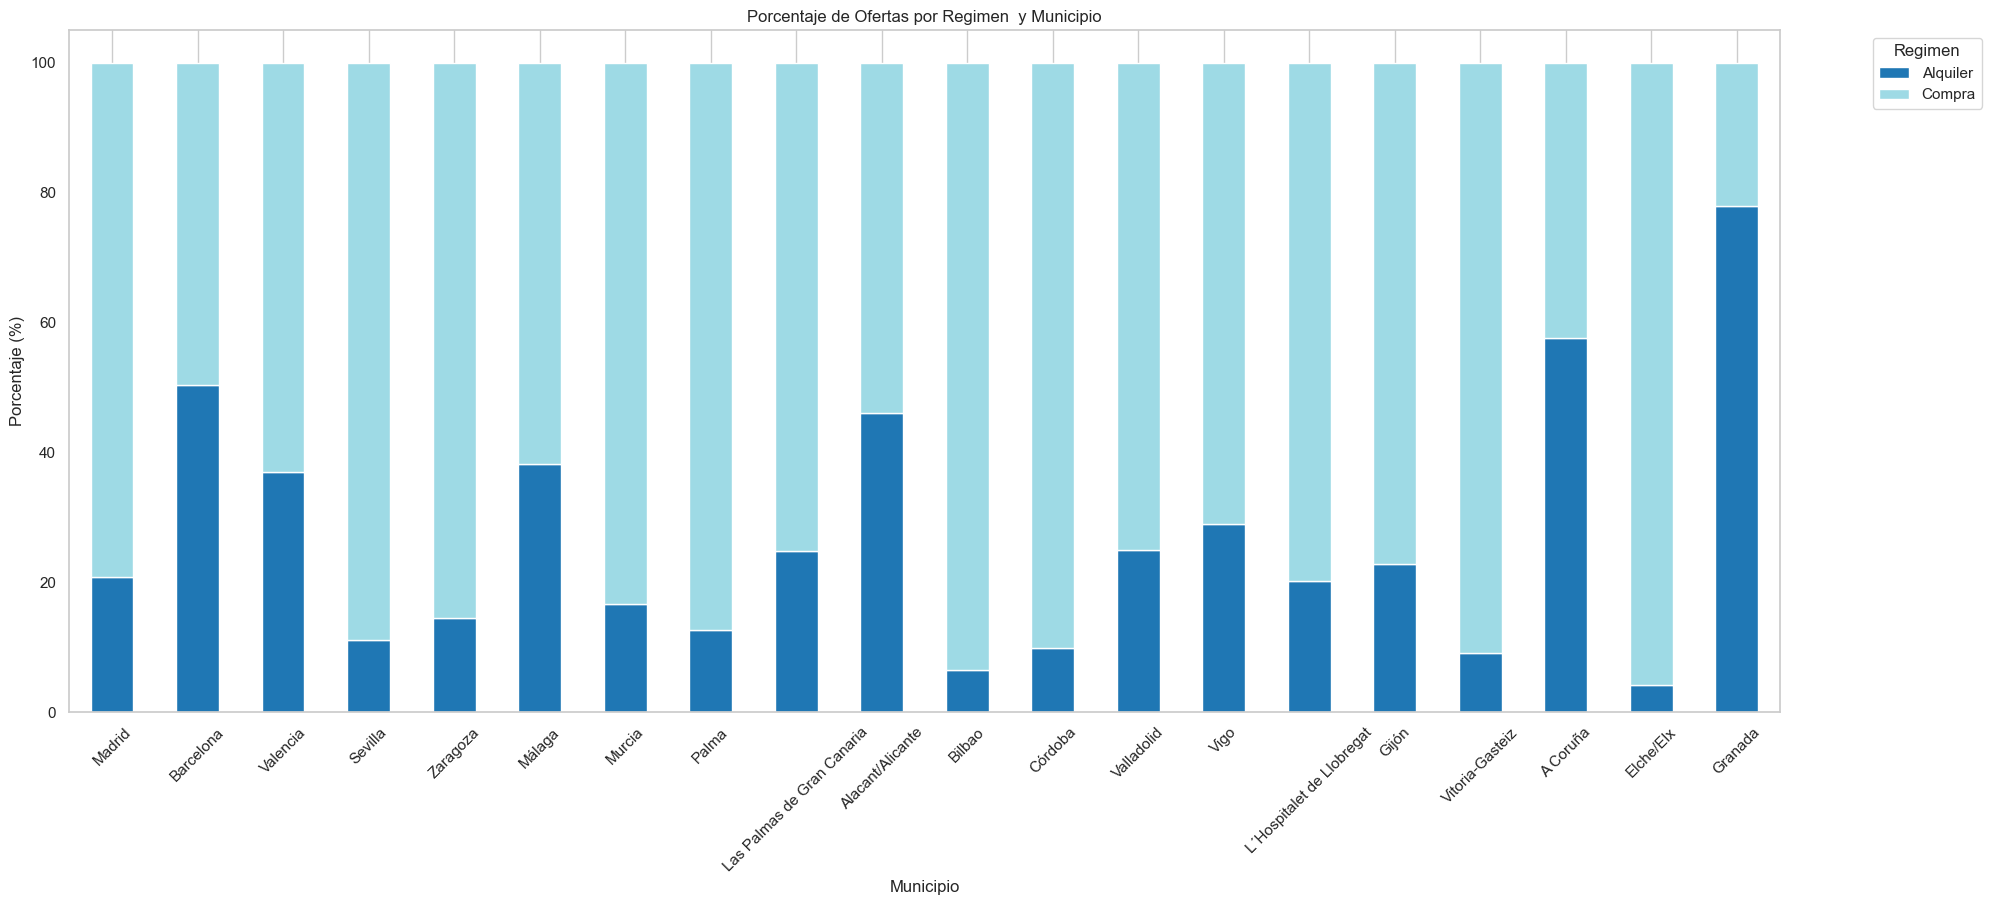 Porcentaje de Ofertas por Regimen  y Municipio
Regimen
Alquiler
Compra
Porcentaje (%)
100
80
60
40
20
0
Madrid
Barcelona
Valencia
Sevilla
Zaragoza
Málaga
Murcia
Palma
Las Palmas de Gran Canaria
Alacant/Alicante
Bilbao
Córdoba
Valladolid
Vigo
L´Hospitalet de Llobregat
Gijón
Vitoria-Gasteiz
A Coruña
Elche/Elx
Granada
Municipio